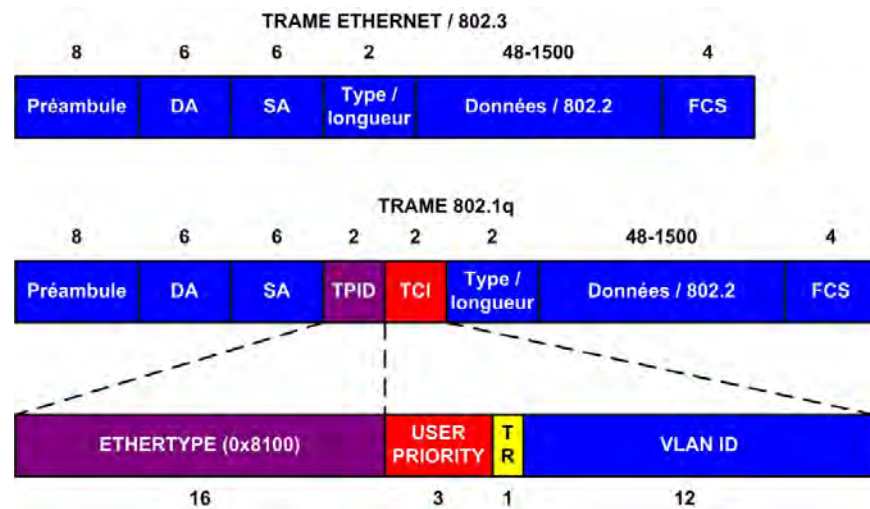 TRAME ETHERNET / 802.3
8 6 6 2 48-1500 4
Préambule DA SA Type / longueur Données / 802.2 FCS
TRAME 802.1q
8 6 6 2 2 2 48-1500 4
Préambule DA SA TPID TCI Type / longueur Données / 802.2 FCS
ETHERTYPE (0x8100) USER PRIORITY TR VLAN ID
16 3 1 12